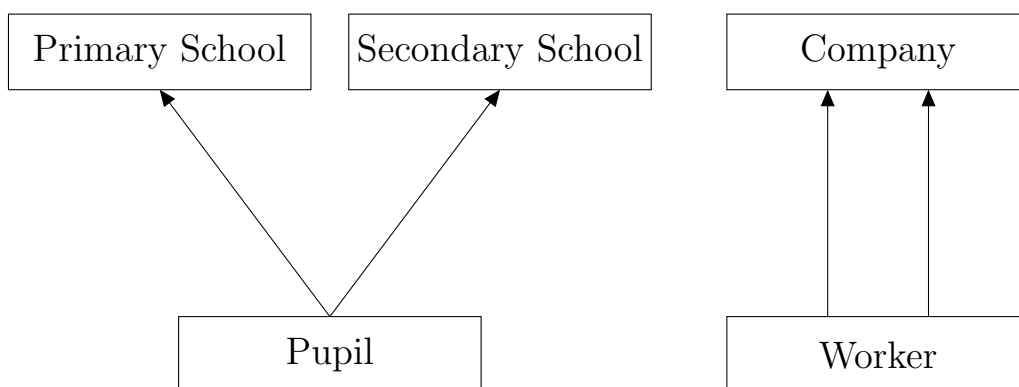 Primary School
Secondary School
Company
Pupil
Worker